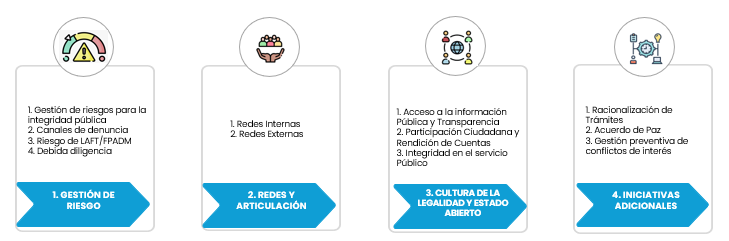 1. Gestión de riesgos para la
integridad pública
2. Canales de denuncia
3. Riesgo de LAFT/FPADM
4. Debida diligencia
1. GESTIÓN DE
RIESGO
1. Redes Internas
2. Redes Externas
2. REDES Y
ARTICULACIÓN
1. Acceso a la información
Pública y Transparencia
2. Participación Ciudadana y
Rendición de Cuentas
3. Integridad en el servicio
Público
3. CULTURA DE LA
LEGALIDAD Y ESTADO
ABIERTO
1. Racionalización de
Trámites
2. Acuerdo de Paz
3. Gestión preventiva de
conflictos de interés
4. INICIATIVAS
ADICIONALES